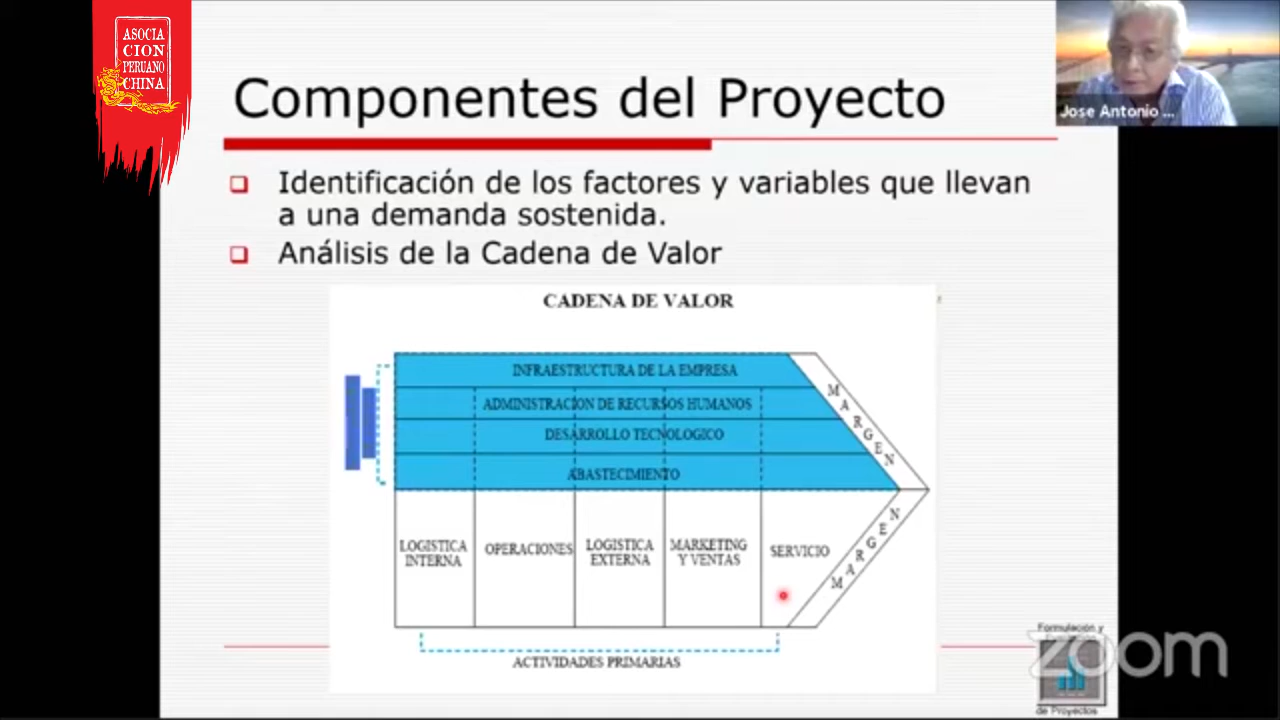 ASOCIA
CION
PERUANO
CHINA
Componentes del Proyecto
Jose Antonio ...
Identificación de los factores y variables que llevan
a una demanda sostenida.
Análisis de la Cadena de Valor
CADENA DE VALOR
INFRAESTRUCTURA DE LA EMPRESA
ADMINISTRACION DE RECURSOS HUMANOS
DESARROLLO TECNOLOGICO
ABASTECIMIENTO
MARGEN
LOGISTICA
INTERNA
OPERACIONES
LOGISTICA
EXTERNA
MARKETING
Y VENTAS
SERVICIO
MARGEN
ACTIVIDADES PRIMARIAS
Formulación y
zoom
de Proyectos